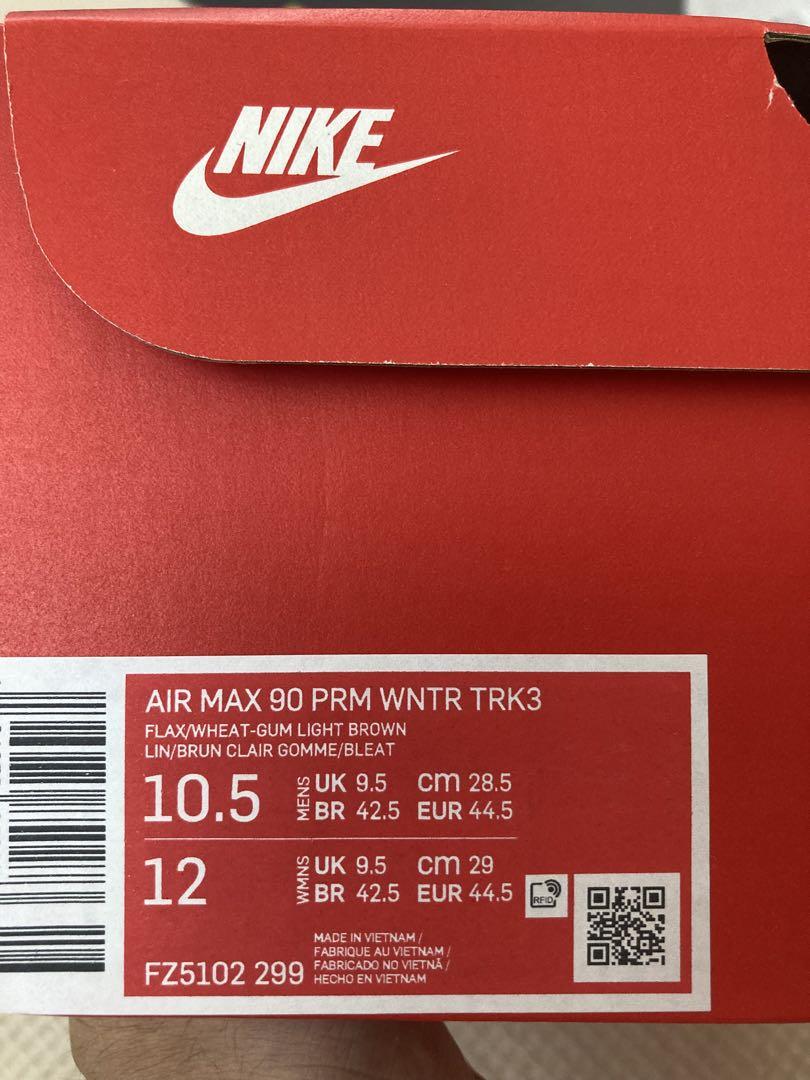 NIKE
AIR MAX 90 PRM WNTR TRK3
FLAX/WHEAT-GUM LIGHT BROWN
LIN/BRUN CLAIR GOMME/BLEAT
10.5 MENS UK 9.5 cm 28.5
BR 42.5 EUR 44.5
12 WMNS UK 9.5 cm 29
BR 42.5 EUR 44.5
RFID
FZ5102 299
MADE IN VIETNAM /
FABRIQUE AU VIETNAM /
FABRICADO NO VIETNÃ /
HECHO EN VIETNAM